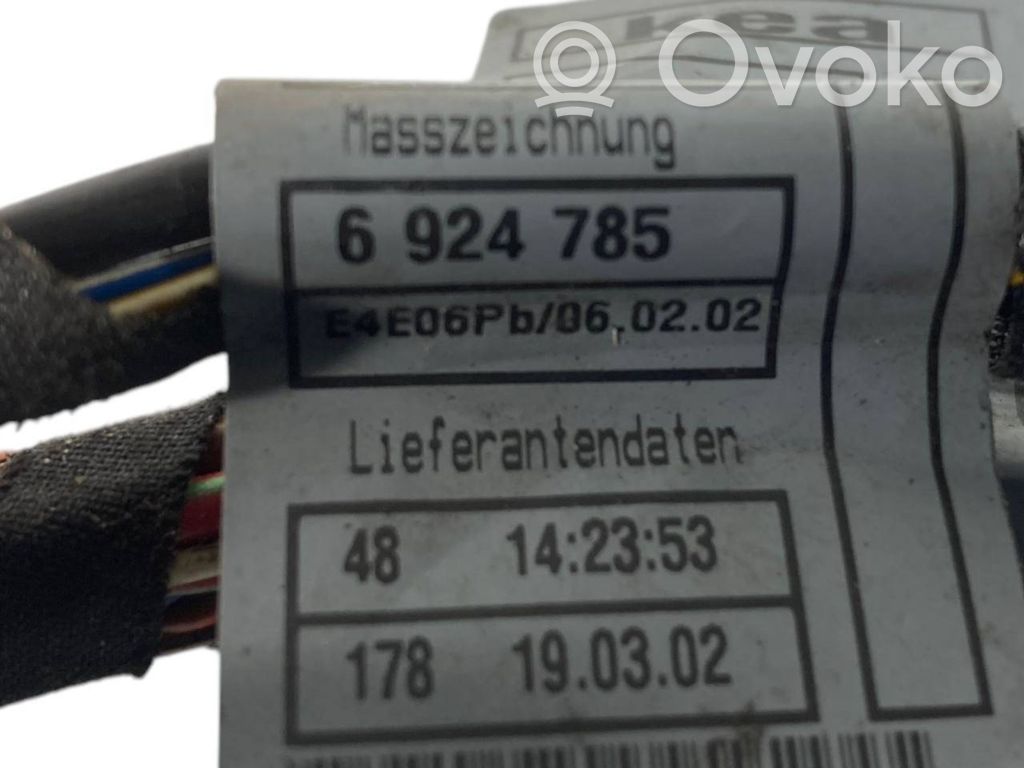 Ovoko
Masszeichnung
6 924 785
E4E06Pb/06.02.02
Lieferantendaten
48 14:23:53
178 19.03.02